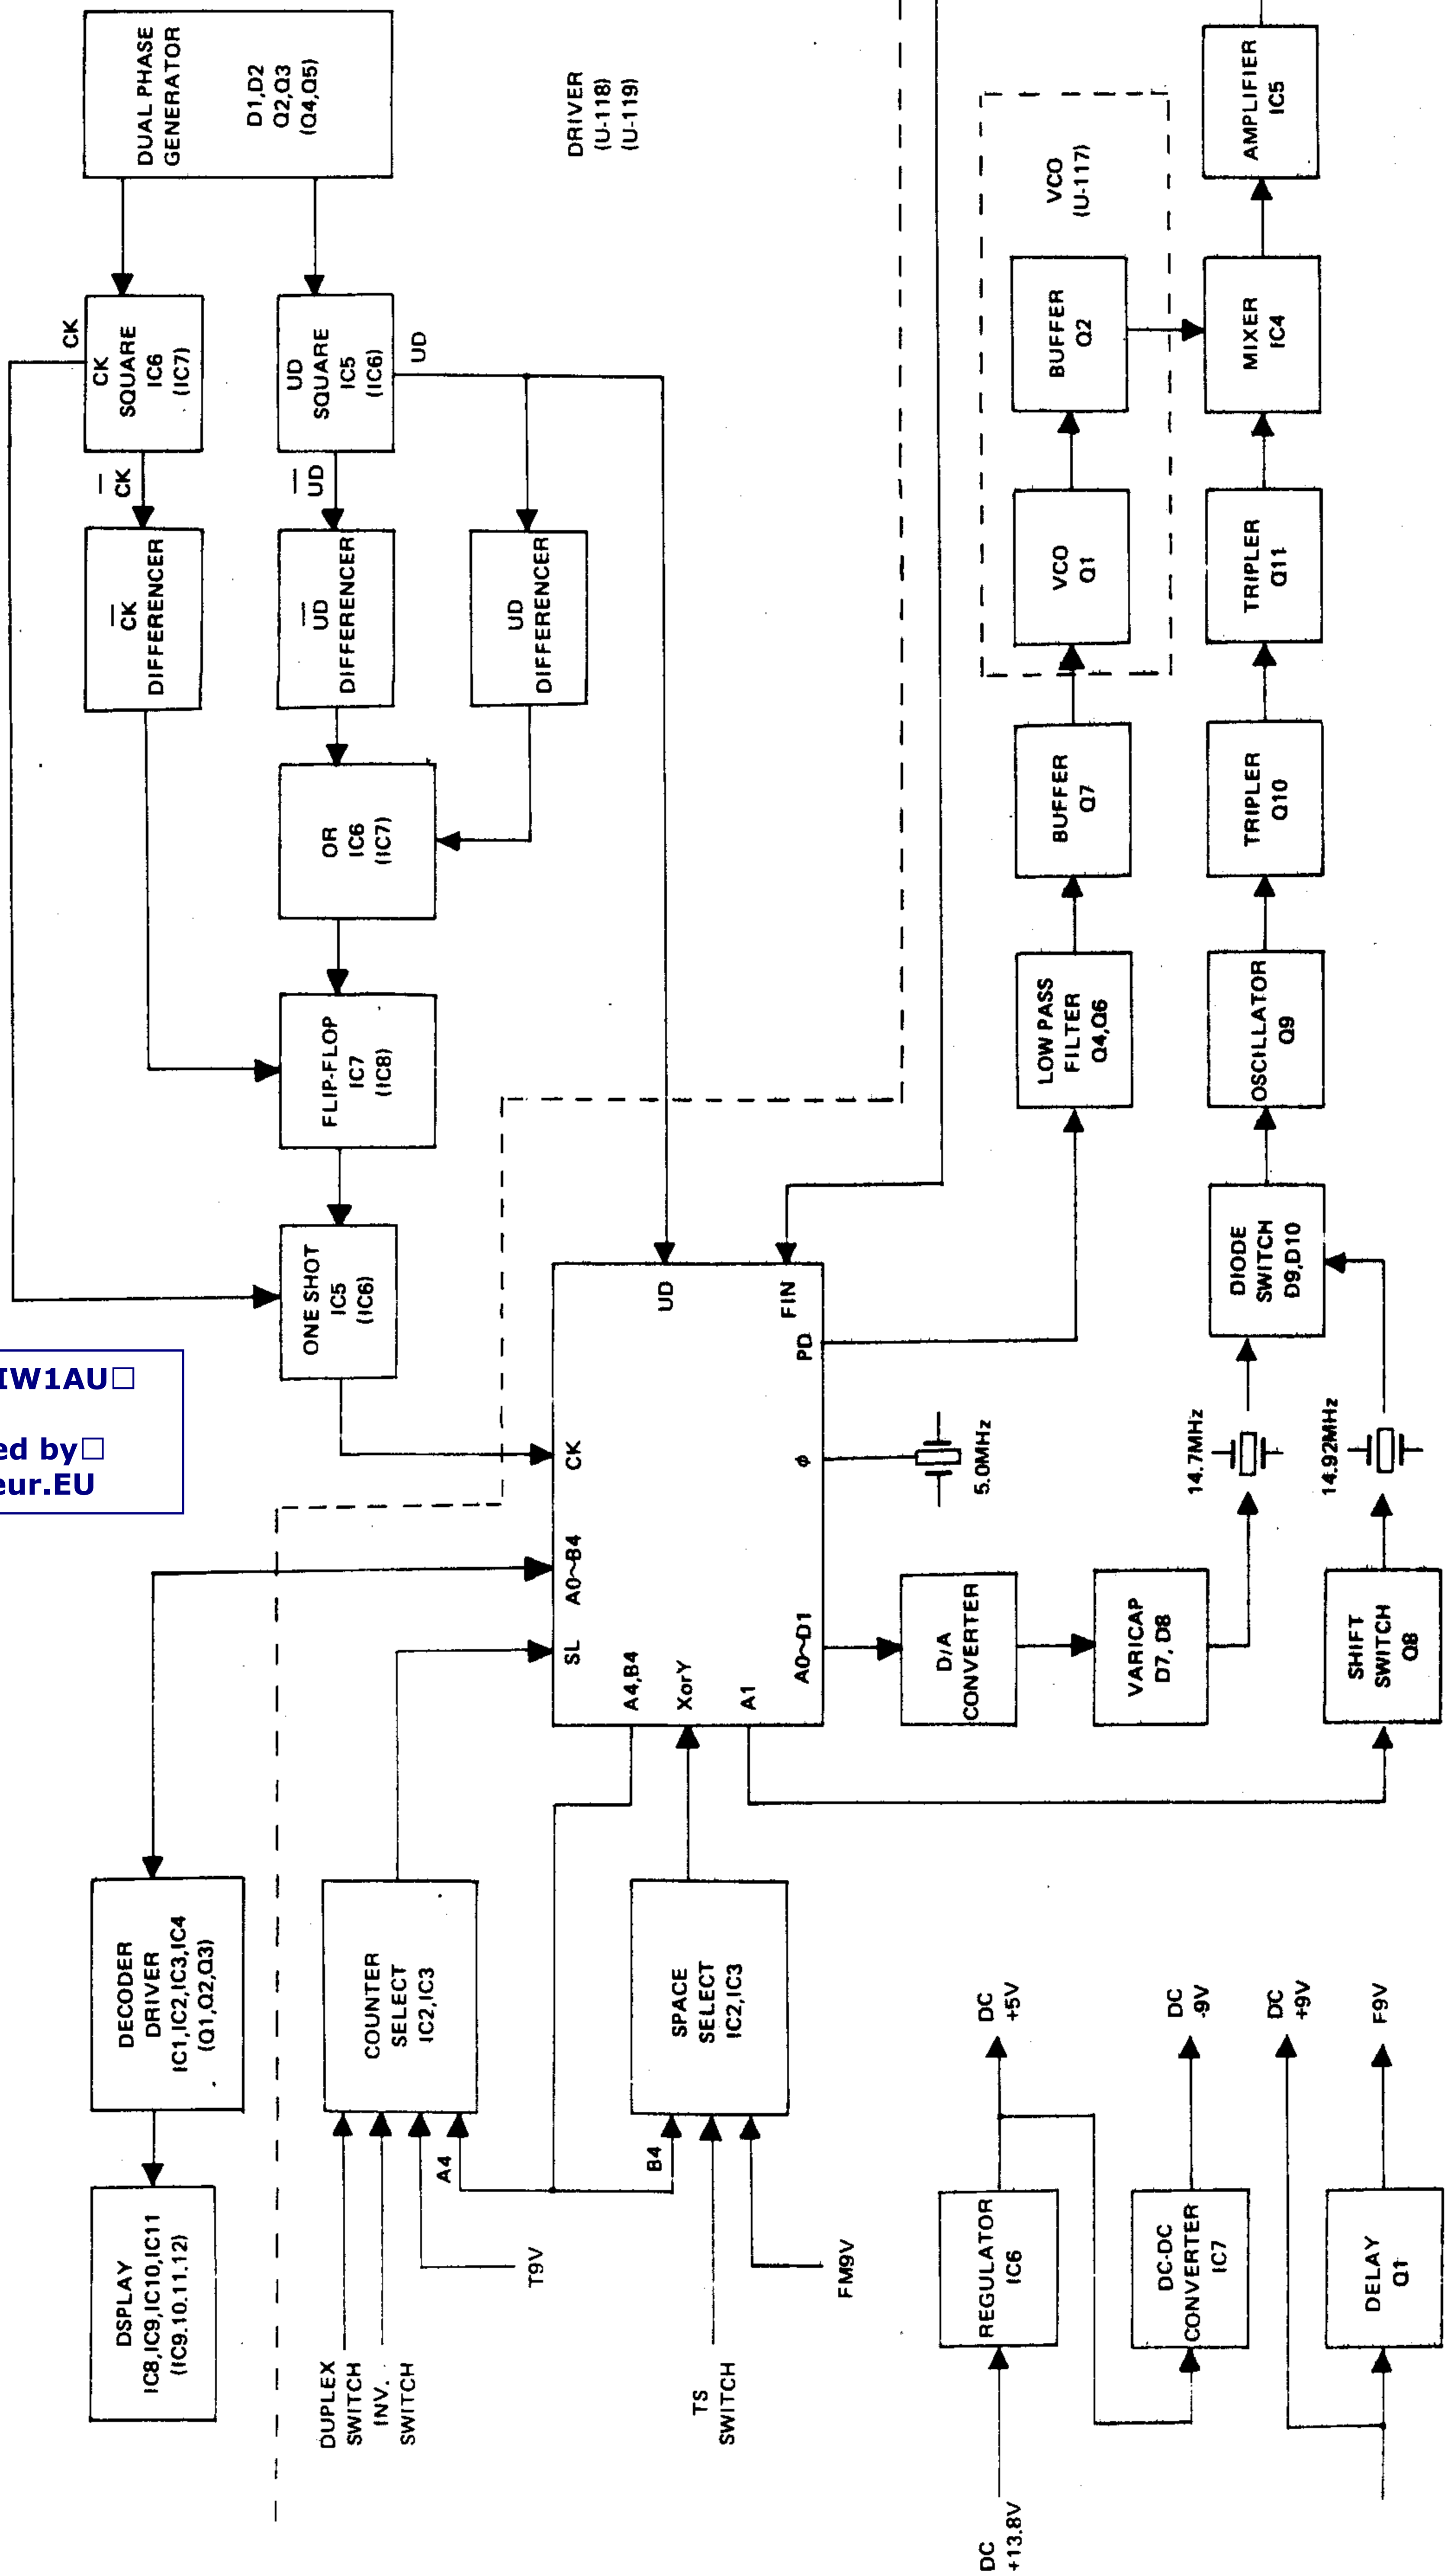 DSPLAY
IC8,IC9,IC10,IC11
(IC9.10.11.12)
DECODER
DRIVER
IC1,IC2,IC3,IC4
(Q1,Q2,Q3)
DUPLEX
SWITCH
INV.
SWITCH
T9V
A4
COUNTER
SELECT
IC2,IC3
TS
SWITCH
FM9V
B4
SPACE
SELECT
IC2,IC3
ONE SHOT
IC5
(IC6)
FLIP-FLOP
IC7
(IC8)
OR
IC6
(IC7)
C̅K̅
DIFFERENCER
U̅D̅
DIFFERENCER
UD
DIFFERENCER
C̅K̅
U̅D̅
CK
SQUARE
IC6
(IC7)
CK
UD
SQUARE
IC5
(IC6)
UD
DUAL PHASE
GENERATOR
D1,D2
Q2,Q3
(Q4,Q5)
DRIVER
(U-118)
(U-119)
SL
A0~B4
CK
A4,B4
XorY
A1
UD
FIN
A0~D1
φ
PD
5.0MHz
D/A
CONVERTER
VARICAP
D7, D8
SHIFT
SWITCH
Q8
14.7MHz
14.92MHz
DIODE
SWITCH
D9,D10
LOW PASS
FILTER
Q4,Q6
BUFFER
Q7
VCO
Q1
BUFFER
Q2
VCO
(U-117)
OSCILLATOR
Q9
TRIPLER
Q10
TRIPLER
Q11
MIXER
IC4
AMPLIFIER
IC5
DC
+13.8V
REGULATOR
IC6
DC
+5V
DC-DC
CONVERTER
IC7
DC
-9V
DC
+9V
DELAY
Q1
F9V
IW1AU
ed by
eur.EU